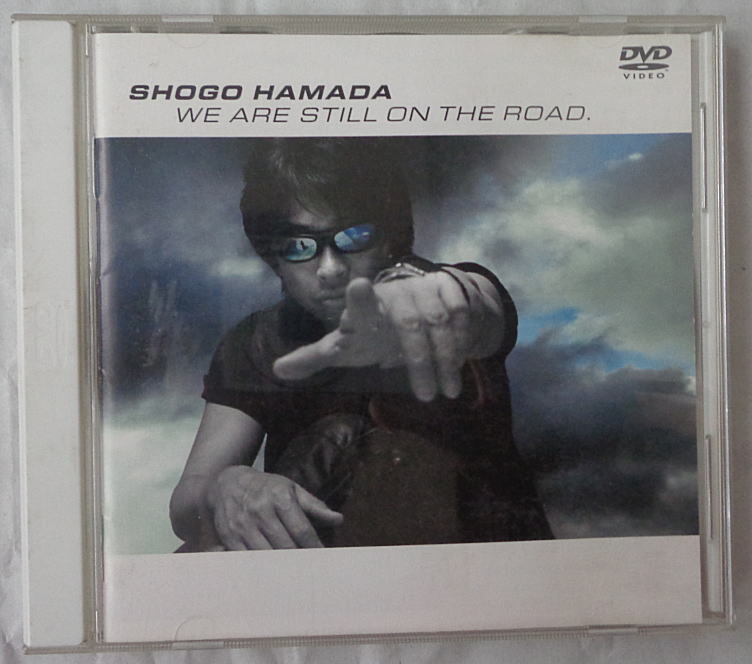 DVD
VIDEO
SHOGO HAMADA
WE ARE STILL ON THE ROAD.